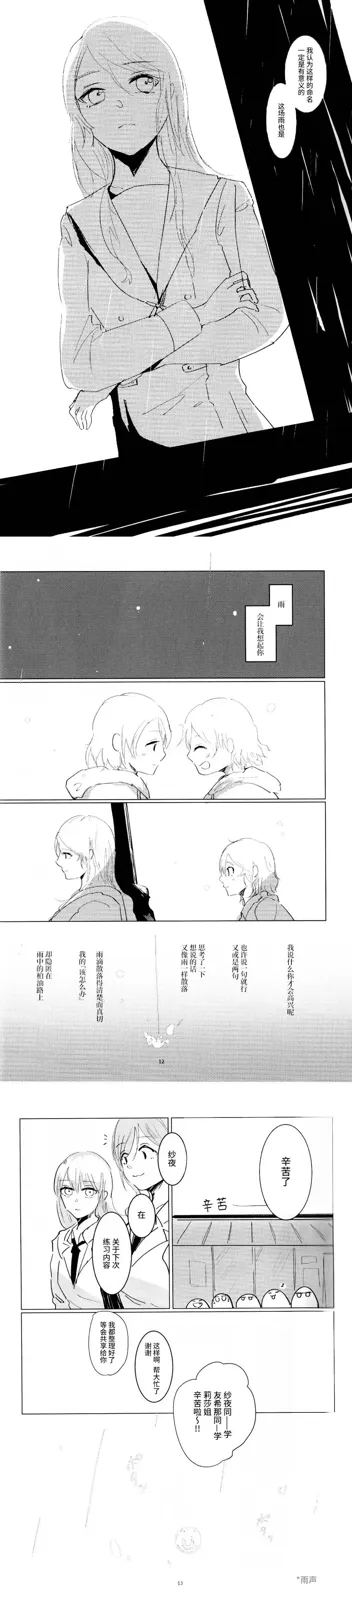 我认为这样的命名
一定是有意义的
这场雨也是
雨
会让我想起你
我说什么你才会高兴呢
也许说一句就行
又或是两句
思考了一下
想说的话
又像雨一样散落
雨滴散落得清楚而真切
我的「该怎么办」
却隐匿在
雨中的柏油路上
12
辛苦了
辛苦
纱夜
在
关于下次
练习内容
我都整理好了
等会共享给你
这样啊 帮大忙了
谢谢
纱夜同—学
友希那同—学
莉莎姐
辛苦啦～!!
*雨声
13